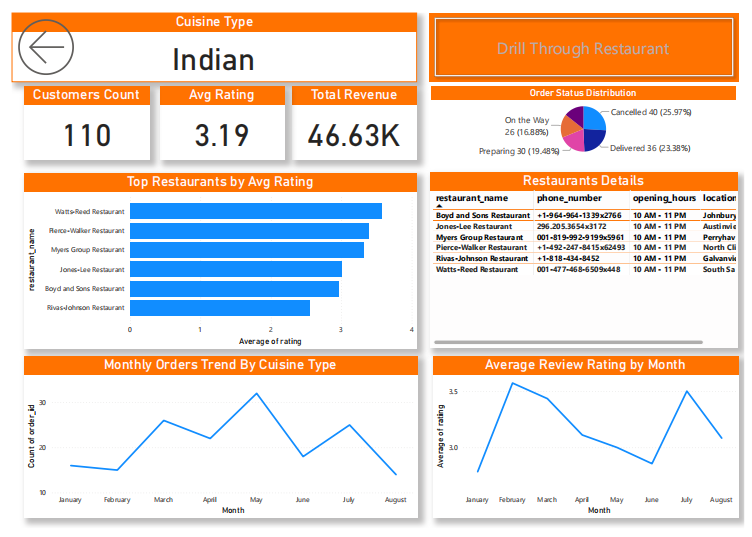 Cuisine Type
Indian
Drill Through Restaurant
Customers Count
110
Avg Rating
3.19
Total Revenue
46.63K
Order Status Distribution
Cancelled 40 (25.97%)
On the Way
26 (16.88%)
Preparing 30 (19.48%)
Delivered 36 (23.38%)
Top Restaurants by Avg Rating
restaurant_name
Watts-Reed Restaurant
Pierce-Walker Restaurant
Myers Group Restaurant
Jones-Lee Restaurant
Boyd and Sons Restaurant
Rivas-Johnson Restaurant
0 1 2 3 4
Average of rating
Restaurants Details
restaurant_name phone_number opening_hours location
Boyd and Sons Restaurant +1-964-964-1339x2766 10 AM - 11 PM Johnbury
Jones-Lee Restaurant 296.205.3654x3172 10 AM - 11 PM Austinvie
Myers Group Restaurant 001-819-992-9199x5961 10 AM - 11 PM Perryhav
Pierce-Walker Restaurant +1-492-247-8415x62493 10 AM - 11 PM North Cli
Rivas-Johnson Restaurant +1-818-434-8452 10 AM - 11 PM Galvanvie
Watts-Reed Restaurant 001-477-468-6509x448 10 AM - 11 PM South Sa
Monthly Orders Trend By Cuisine Type
Count of order_id
30
20
10
January February March April May June July August
Month
Average Review Rating by Month
Average of rating
3.5
3.0
January February March April May June July August
Month